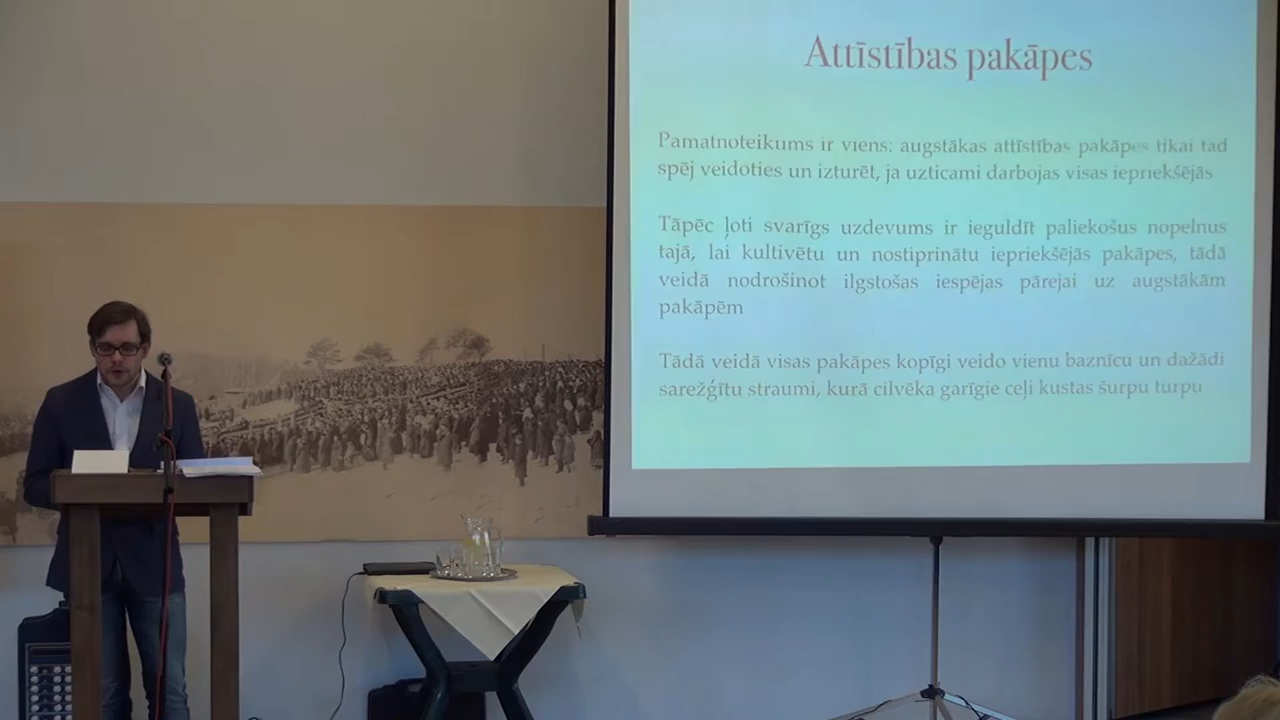 Attīstības pakāpes
Pamatnoteikums ir viens: augstākas attīstības pakāpes tikai tad
spēj veidoties un izturēt, ja uzticami darbojas visas iepriekšējās
Tāpēc ļoti svarīgs uzdevums ir ieguldīt paliekošus nopelnus
tajā, lai kultivētu un nostiprinātu iepriekšējās pakāpes, tādā
veidā nodrošinot ilgstošas iespējas pārejai uz augstākām
pakāpēm
Tādā veidā visas pakāpes kopīgi veido vienu baznīcu un dažādi
sarežģītu straumi, kurā cilvēka garīgie ceļi kustas šurpu turpu